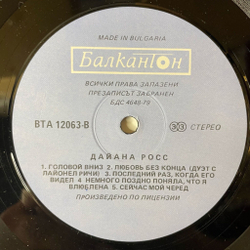 MADE IN BULGARIA
Балкантон
ВСИЧКИ ПРАВА ЗАПАЗЕНИ
ПРЕЗАПИСЪТ ЗАБРАНЕН
БДС 4648-79
ВТА 12063-В
33 СТЕРЕО
ДАЙАНА РОСС
1. ГОЛОВОЙ ВНИЗ 2. ЛЮБОВЬ БЕЗ КОНЦА (ДУЭТ С
ЛАЙОНЕЛ РИЧИ) 3. ПОСЛЕДНИЙ РАЗ, КОГДА ЕГО
ВИДЕЛ 4 НЕМНОГО ПОЗДНО ПОНЯЛА, ЧТО Я
ВЛЮБЛЕНА 5. СЕЙЧАС МОЙ ЧЕРЕД
ПРОИЗВЕДЕНО ПО ЛИЦЕНЗИИ